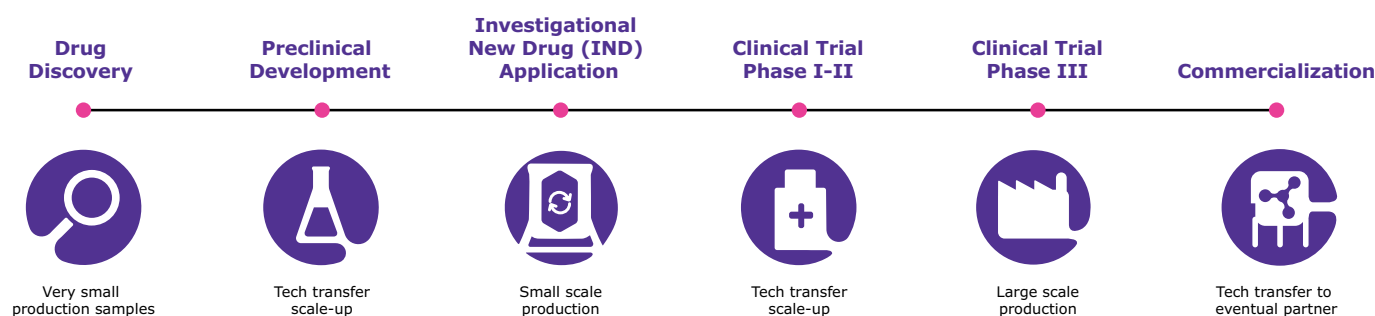 Drug
Discovery
Preclinical
Development
Investigational
New Drug (IND)
Application
Clinical Trial
Phase I-II
Clinical Trial
Phase III
Commercialization
Very small
production samples
Tech transfer
scale-up
Small scale
production
Tech transfer
scale-up
Large scale
production
Tech transfer to
eventual partner